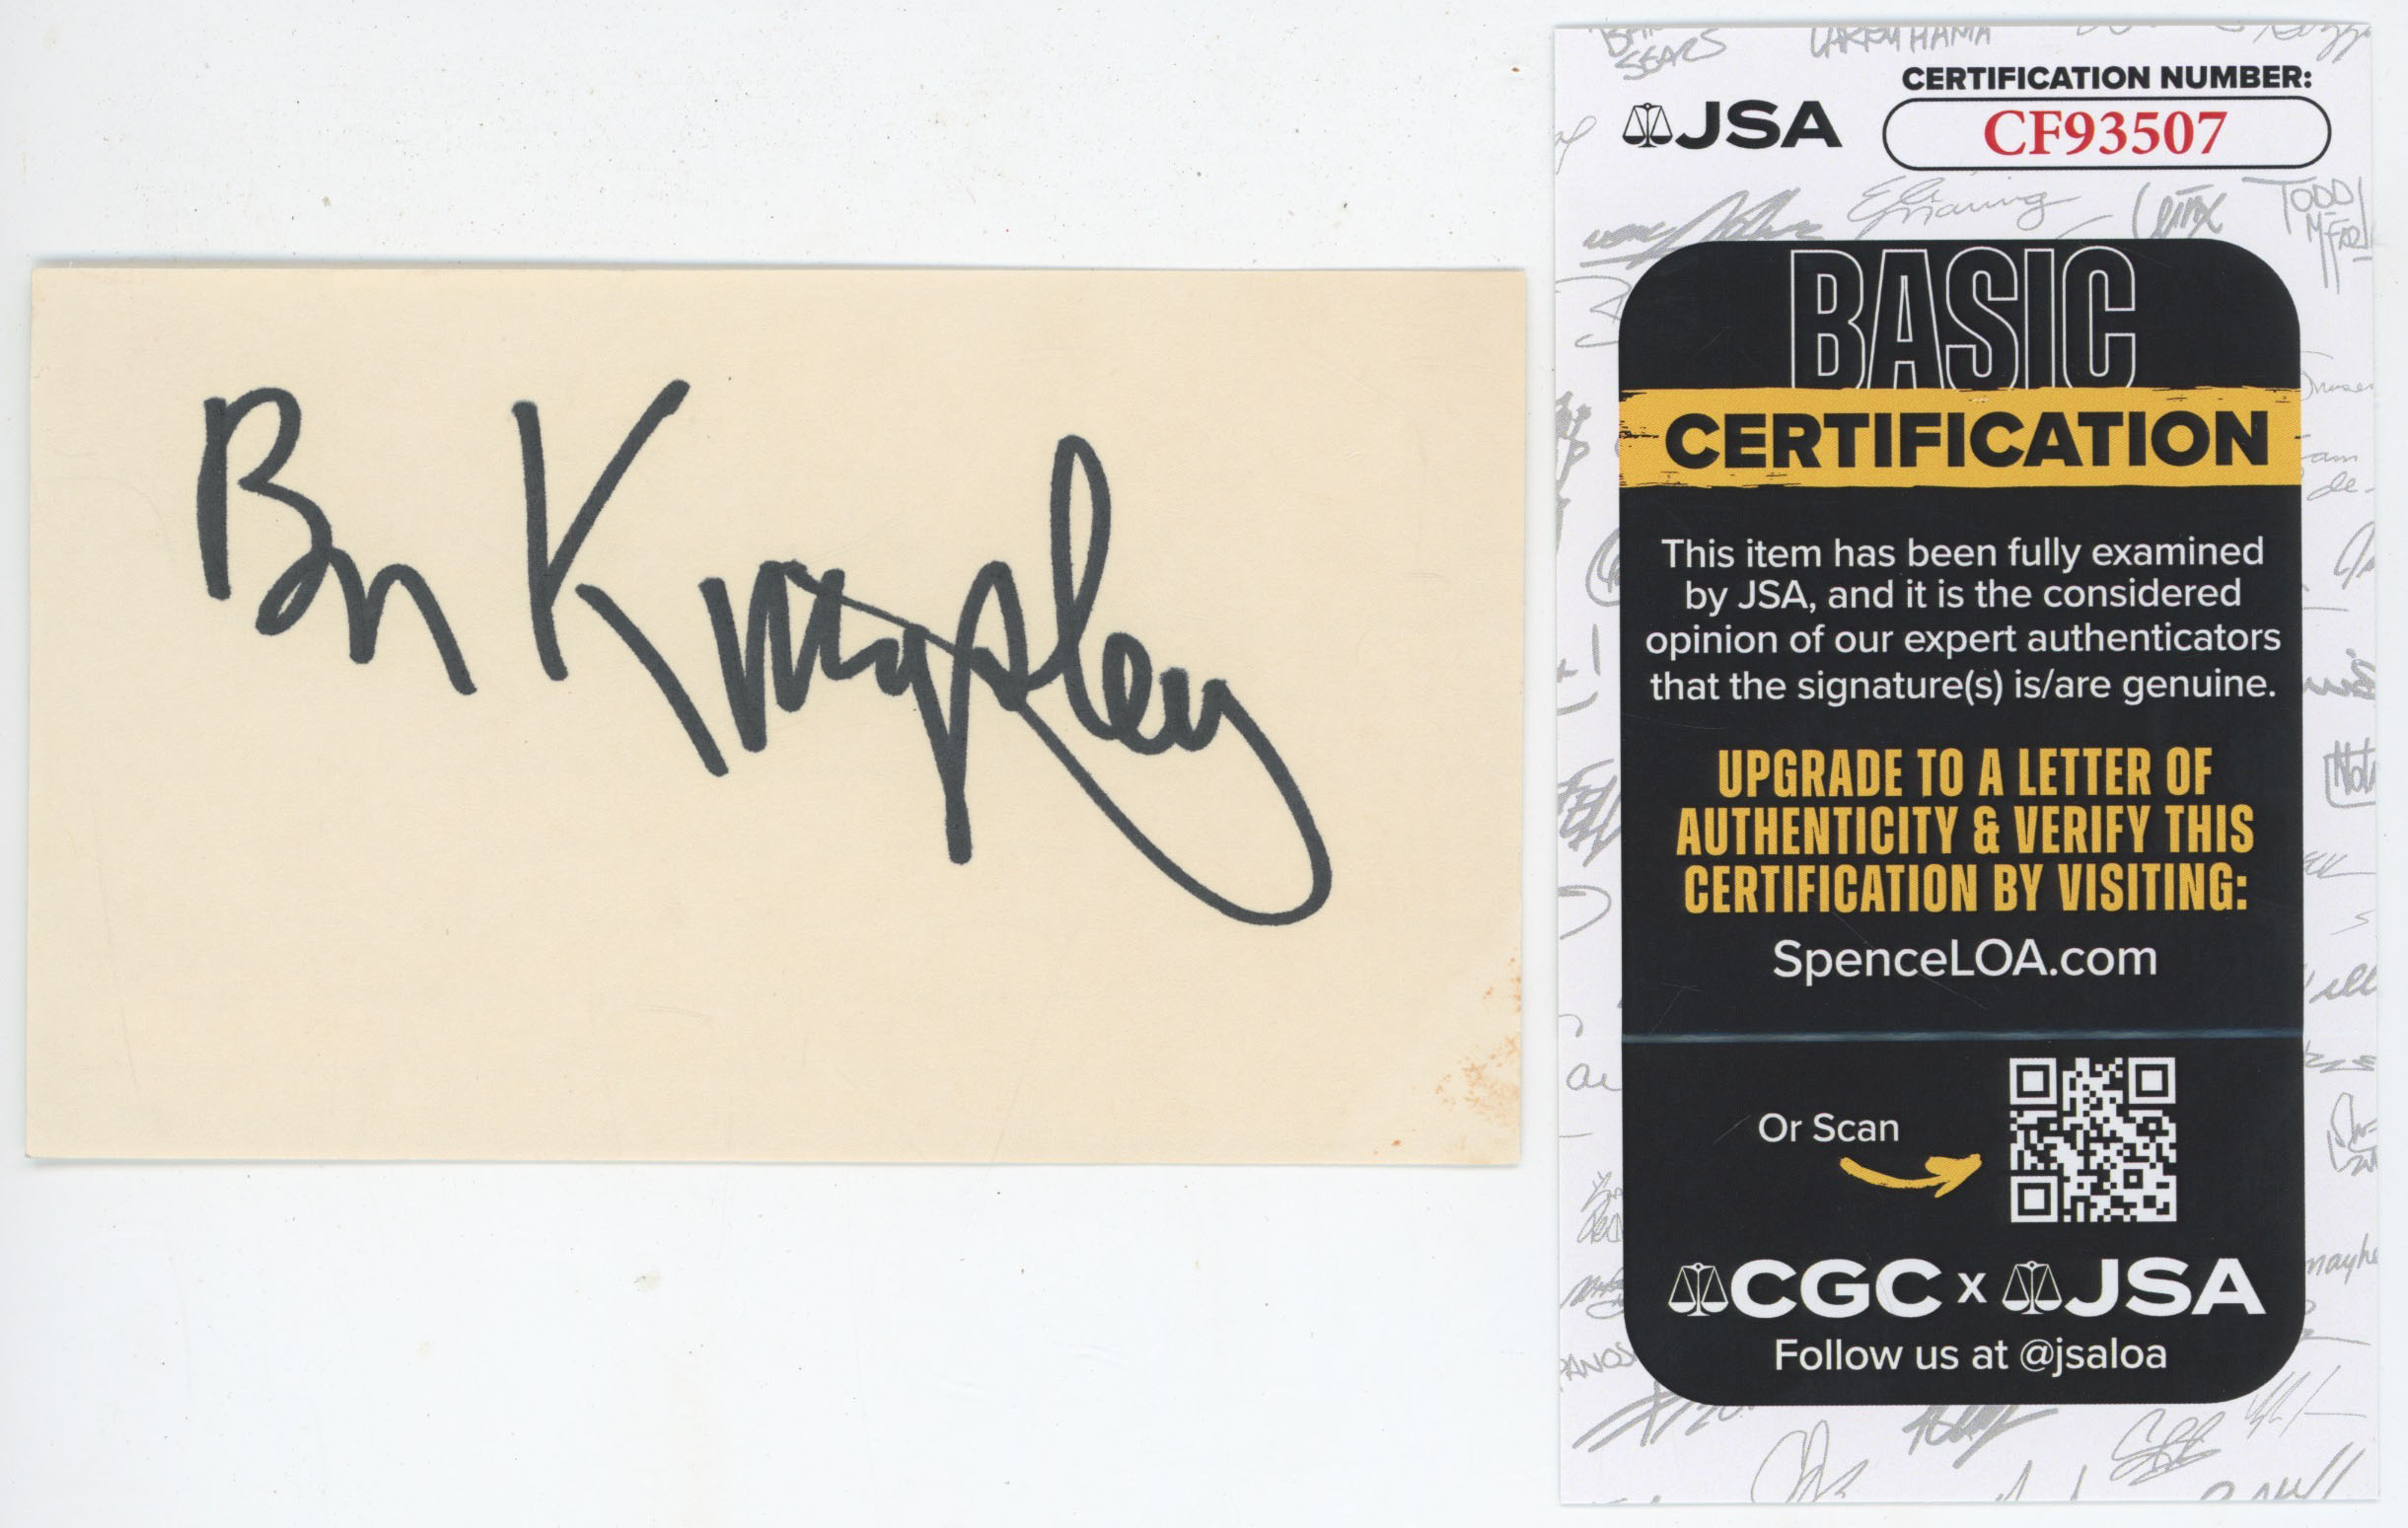 Ben Kingsley
JSA
CERTIFICATION NUMBER:
CF93507
BASIC
CERTIFICATION
This item has been fully examined
by JSA, and it is the considered
opinion of our expert authenticators
that the signature(s) is/are genuine.
UPGRADE TO A LETTER OF
AUTHENTICITY & VERIFY THIS
CERTIFICATION BY VISITING:
SpenceLOA.com
Or Scan
CGC x JSA
Follow us at @jsaloa